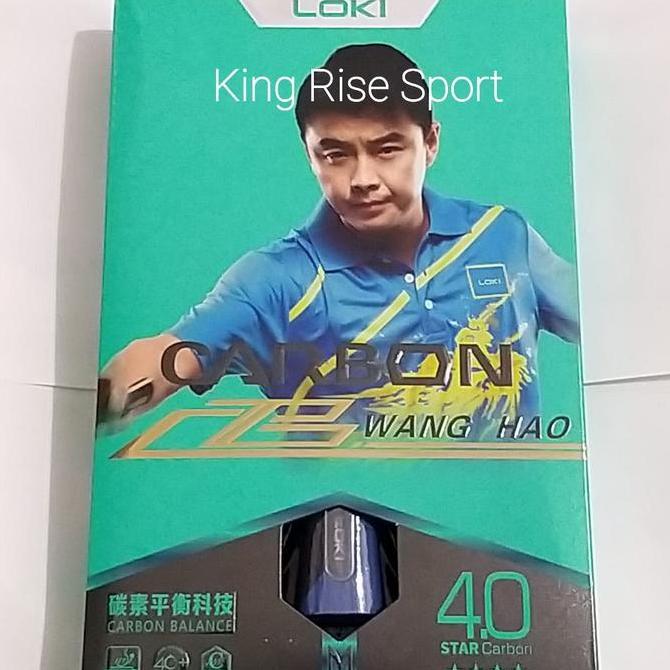 LOKI
King Rise Sport
LOKI
CARBON
WANG HAO
LOKI
碳素平衡科技
CARBON BALANCE
4.0
STAR Carbon
4C+